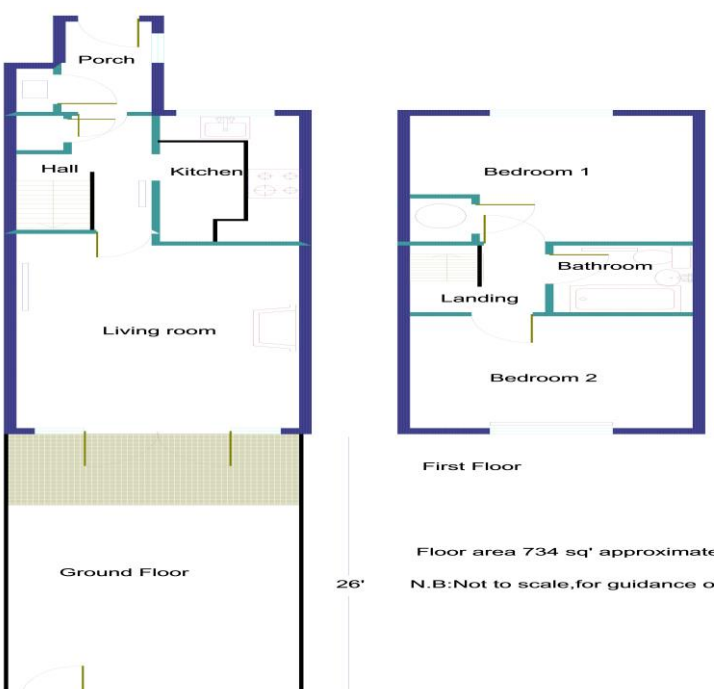 Porch
Hall
Kitchen
Living room
Ground Floor
Bedroom 1
Bathroom
Landing
Bedroom 2
First Floor
Floor area 734 sq' approximate
26'
N.B:Not to scale,for guidance o